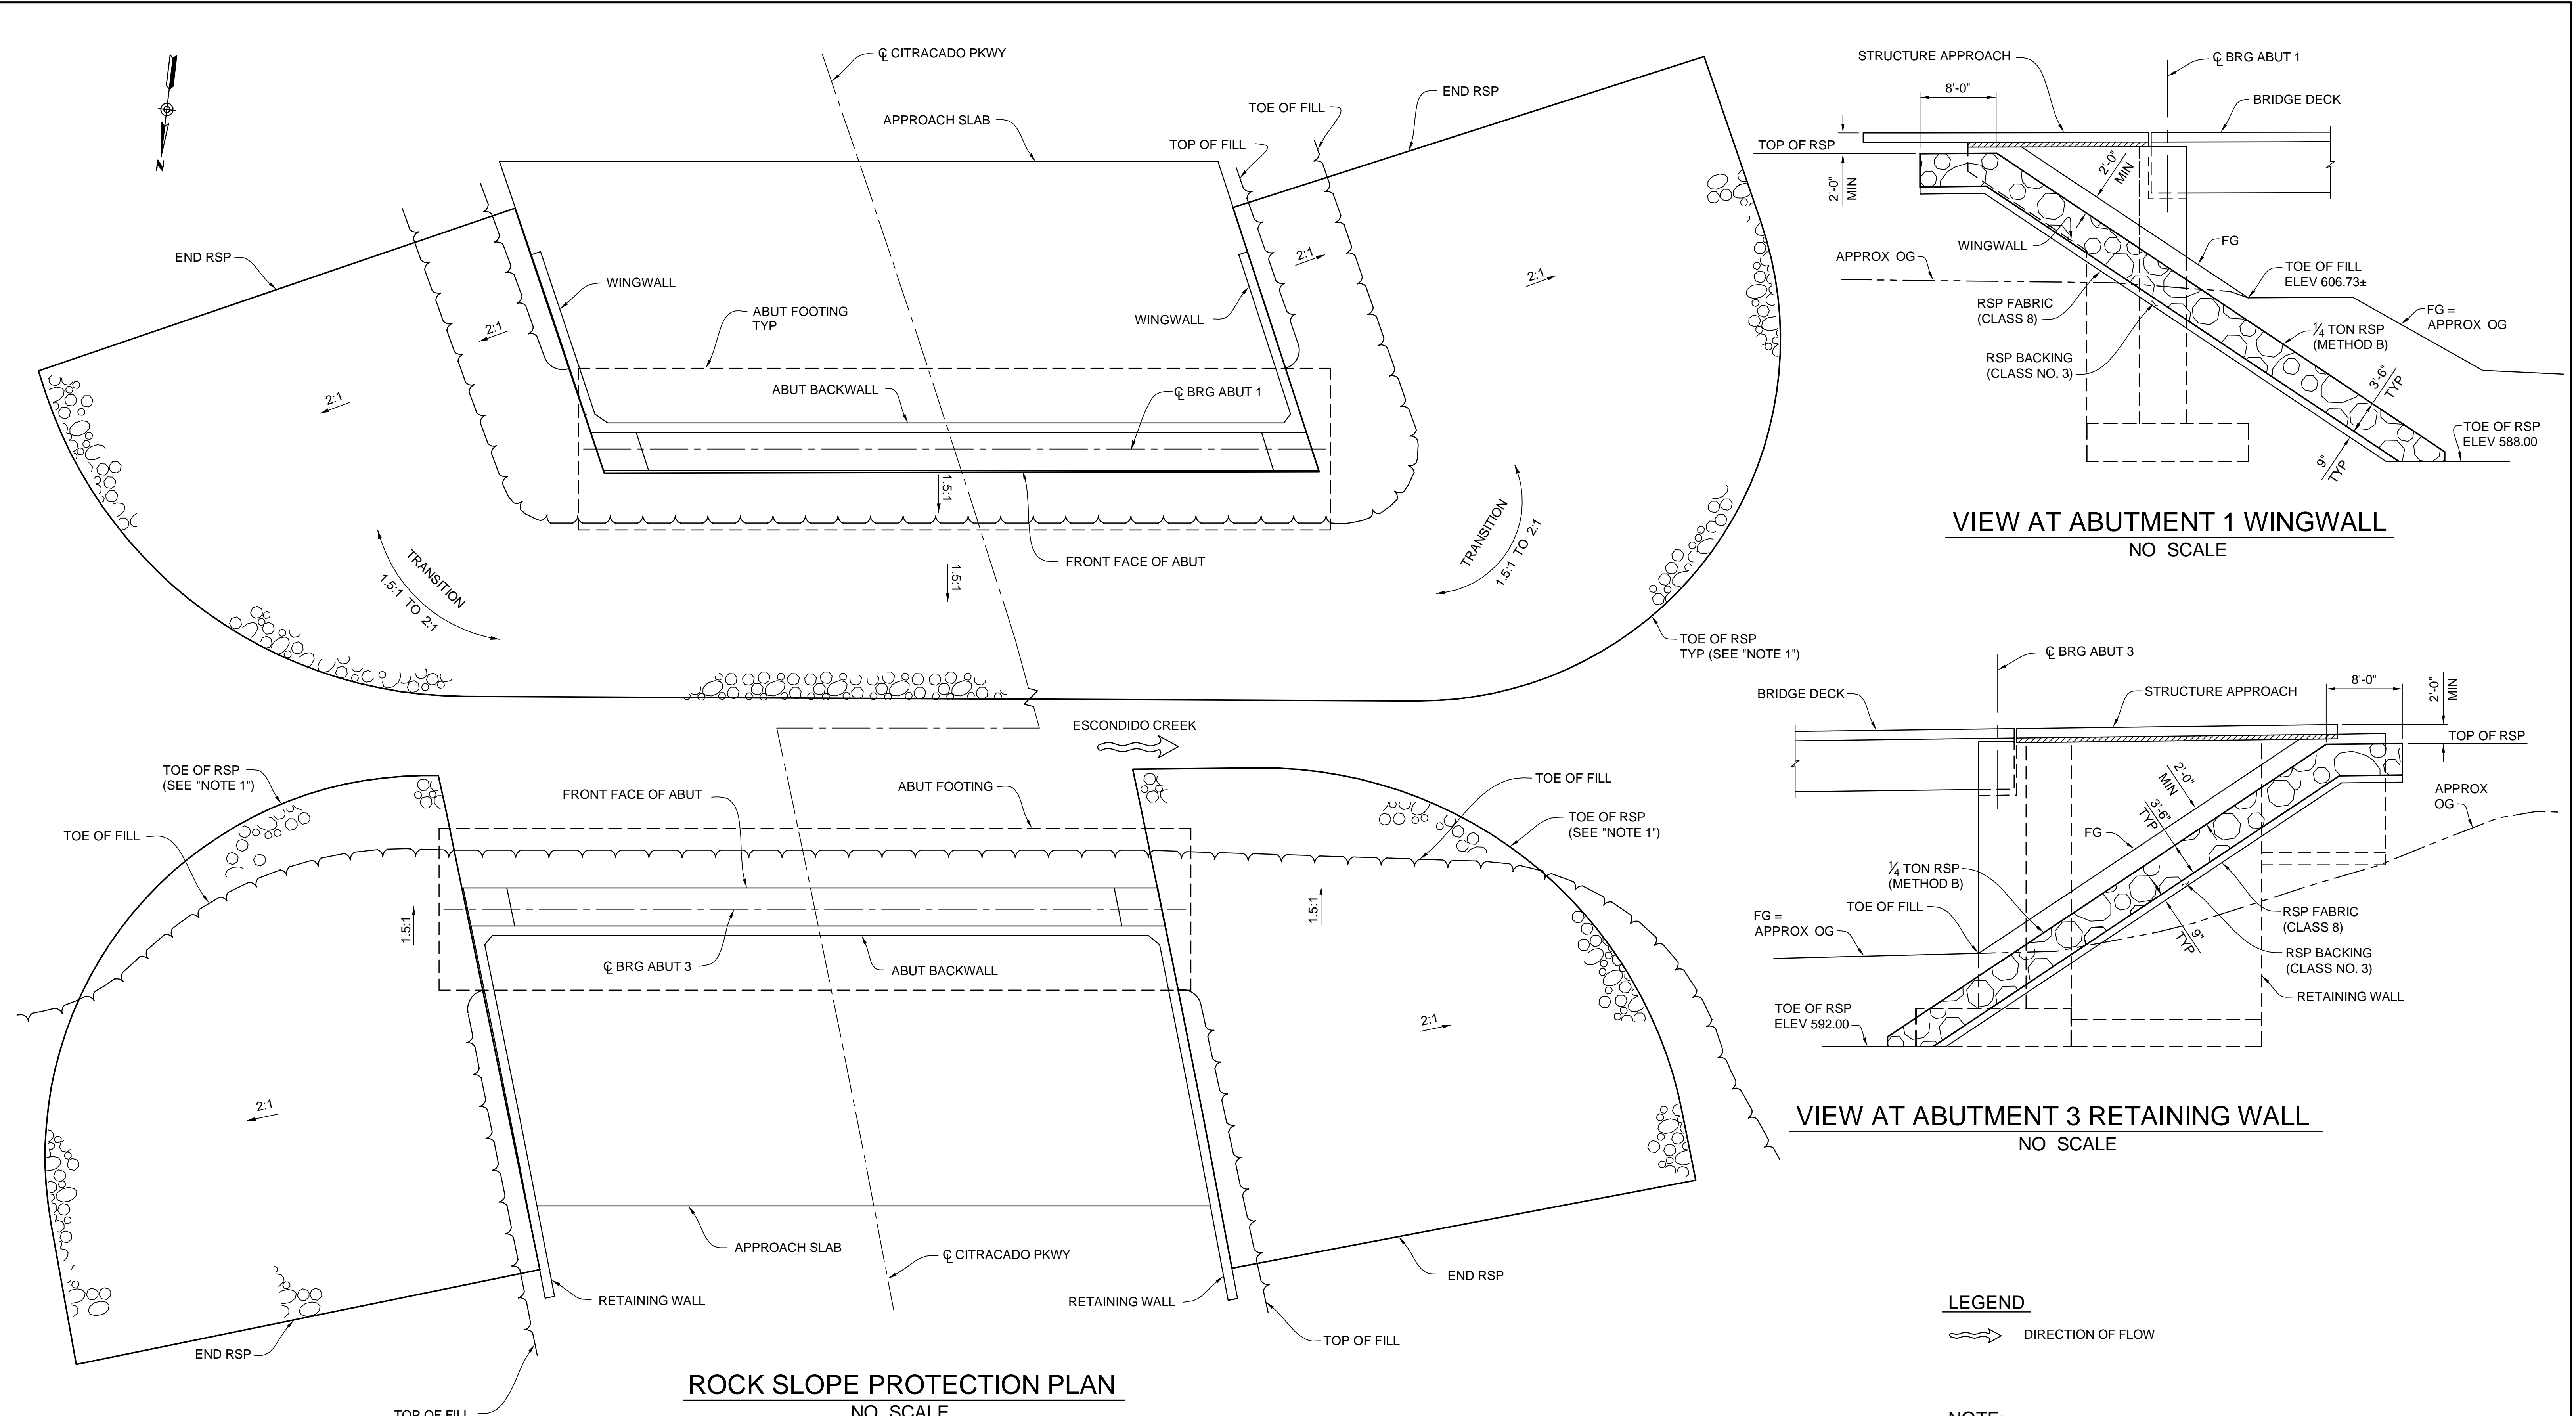 N
℄ CITRACADO PKWY
APPROACH SLAB
TOE OF FILL
TOP OF FILL
END RSP
END RSP
WINGWALL
2:1
2:1
2:1
2:1
ABUT FOOTING
TYP
WINGWALL
ABUT BACKWALL
℄ BRG ABUT 1
1.5:1
1.5:1
FRONT FACE OF ABUT
TRANSITION
1.5:1 TO 2:1
TRANSITION
1.5:1 TO 2:1
TOE OF RSP
TYP (SEE "NOTE 1")
ESCONDIDO CREEK
TOE OF RSP
(SEE "NOTE 1")
TOE OF FILL
FRONT FACE OF ABUT
ABUT FOOTING
TOE OF FILL
TOE OF RSP
(SEE "NOTE 1")
1.5:1
1.5:1
℄ BRG ABUT 3
ABUT BACKWALL
2:1
2:1
APPROACH SLAB
℄ CITRACADO PKWY
RETAINING WALL
RETAINING WALL
END RSP
END RSP
TOP OF FILL
TOP OF FILL
ROCK SLOPE PROTECTION PLAN
NO SCALE
STRUCTURE APPROACH
℄ BRG ABUT 1
8'-0"
BRIDGE DECK
TOP OF RSP
2'-0"
MIN
2'-0"
MIN
WINGWALL
FG
APPROX OG
TOE OF FILL
ELEV 606.73±
RSP FABRIC
(CLASS 8)
FG =
APPROX OG
¼ TON RSP
(METHOD B)
RSP BACKING
(CLASS NO. 3)
3'-6"
TYP
9"
TYP
TOE OF RSP
ELEV 588.00
VIEW AT ABUTMENT 1 WINGWALL
NO SCALE
℄ BRG ABUT 3
BRIDGE DECK
STRUCTURE APPROACH
8'-0"
2'-0"
MIN
TOP OF RSP
2'-0"
MIN
3'-6"
TYP
APPROX
OG
FG
¼ TON RSP
(METHOD B)
TOE OF FILL
FG =
APPROX OG
9"
TYP
RSP FABRIC
(CLASS 8)
RSP BACKING
(CLASS NO. 3)
RETAINING WALL
TOE OF RSP
ELEV 592.00
VIEW AT ABUTMENT 3 RETAINING WALL
NO SCALE
LEGEND
DIRECTION OF FLOW
NOTE: